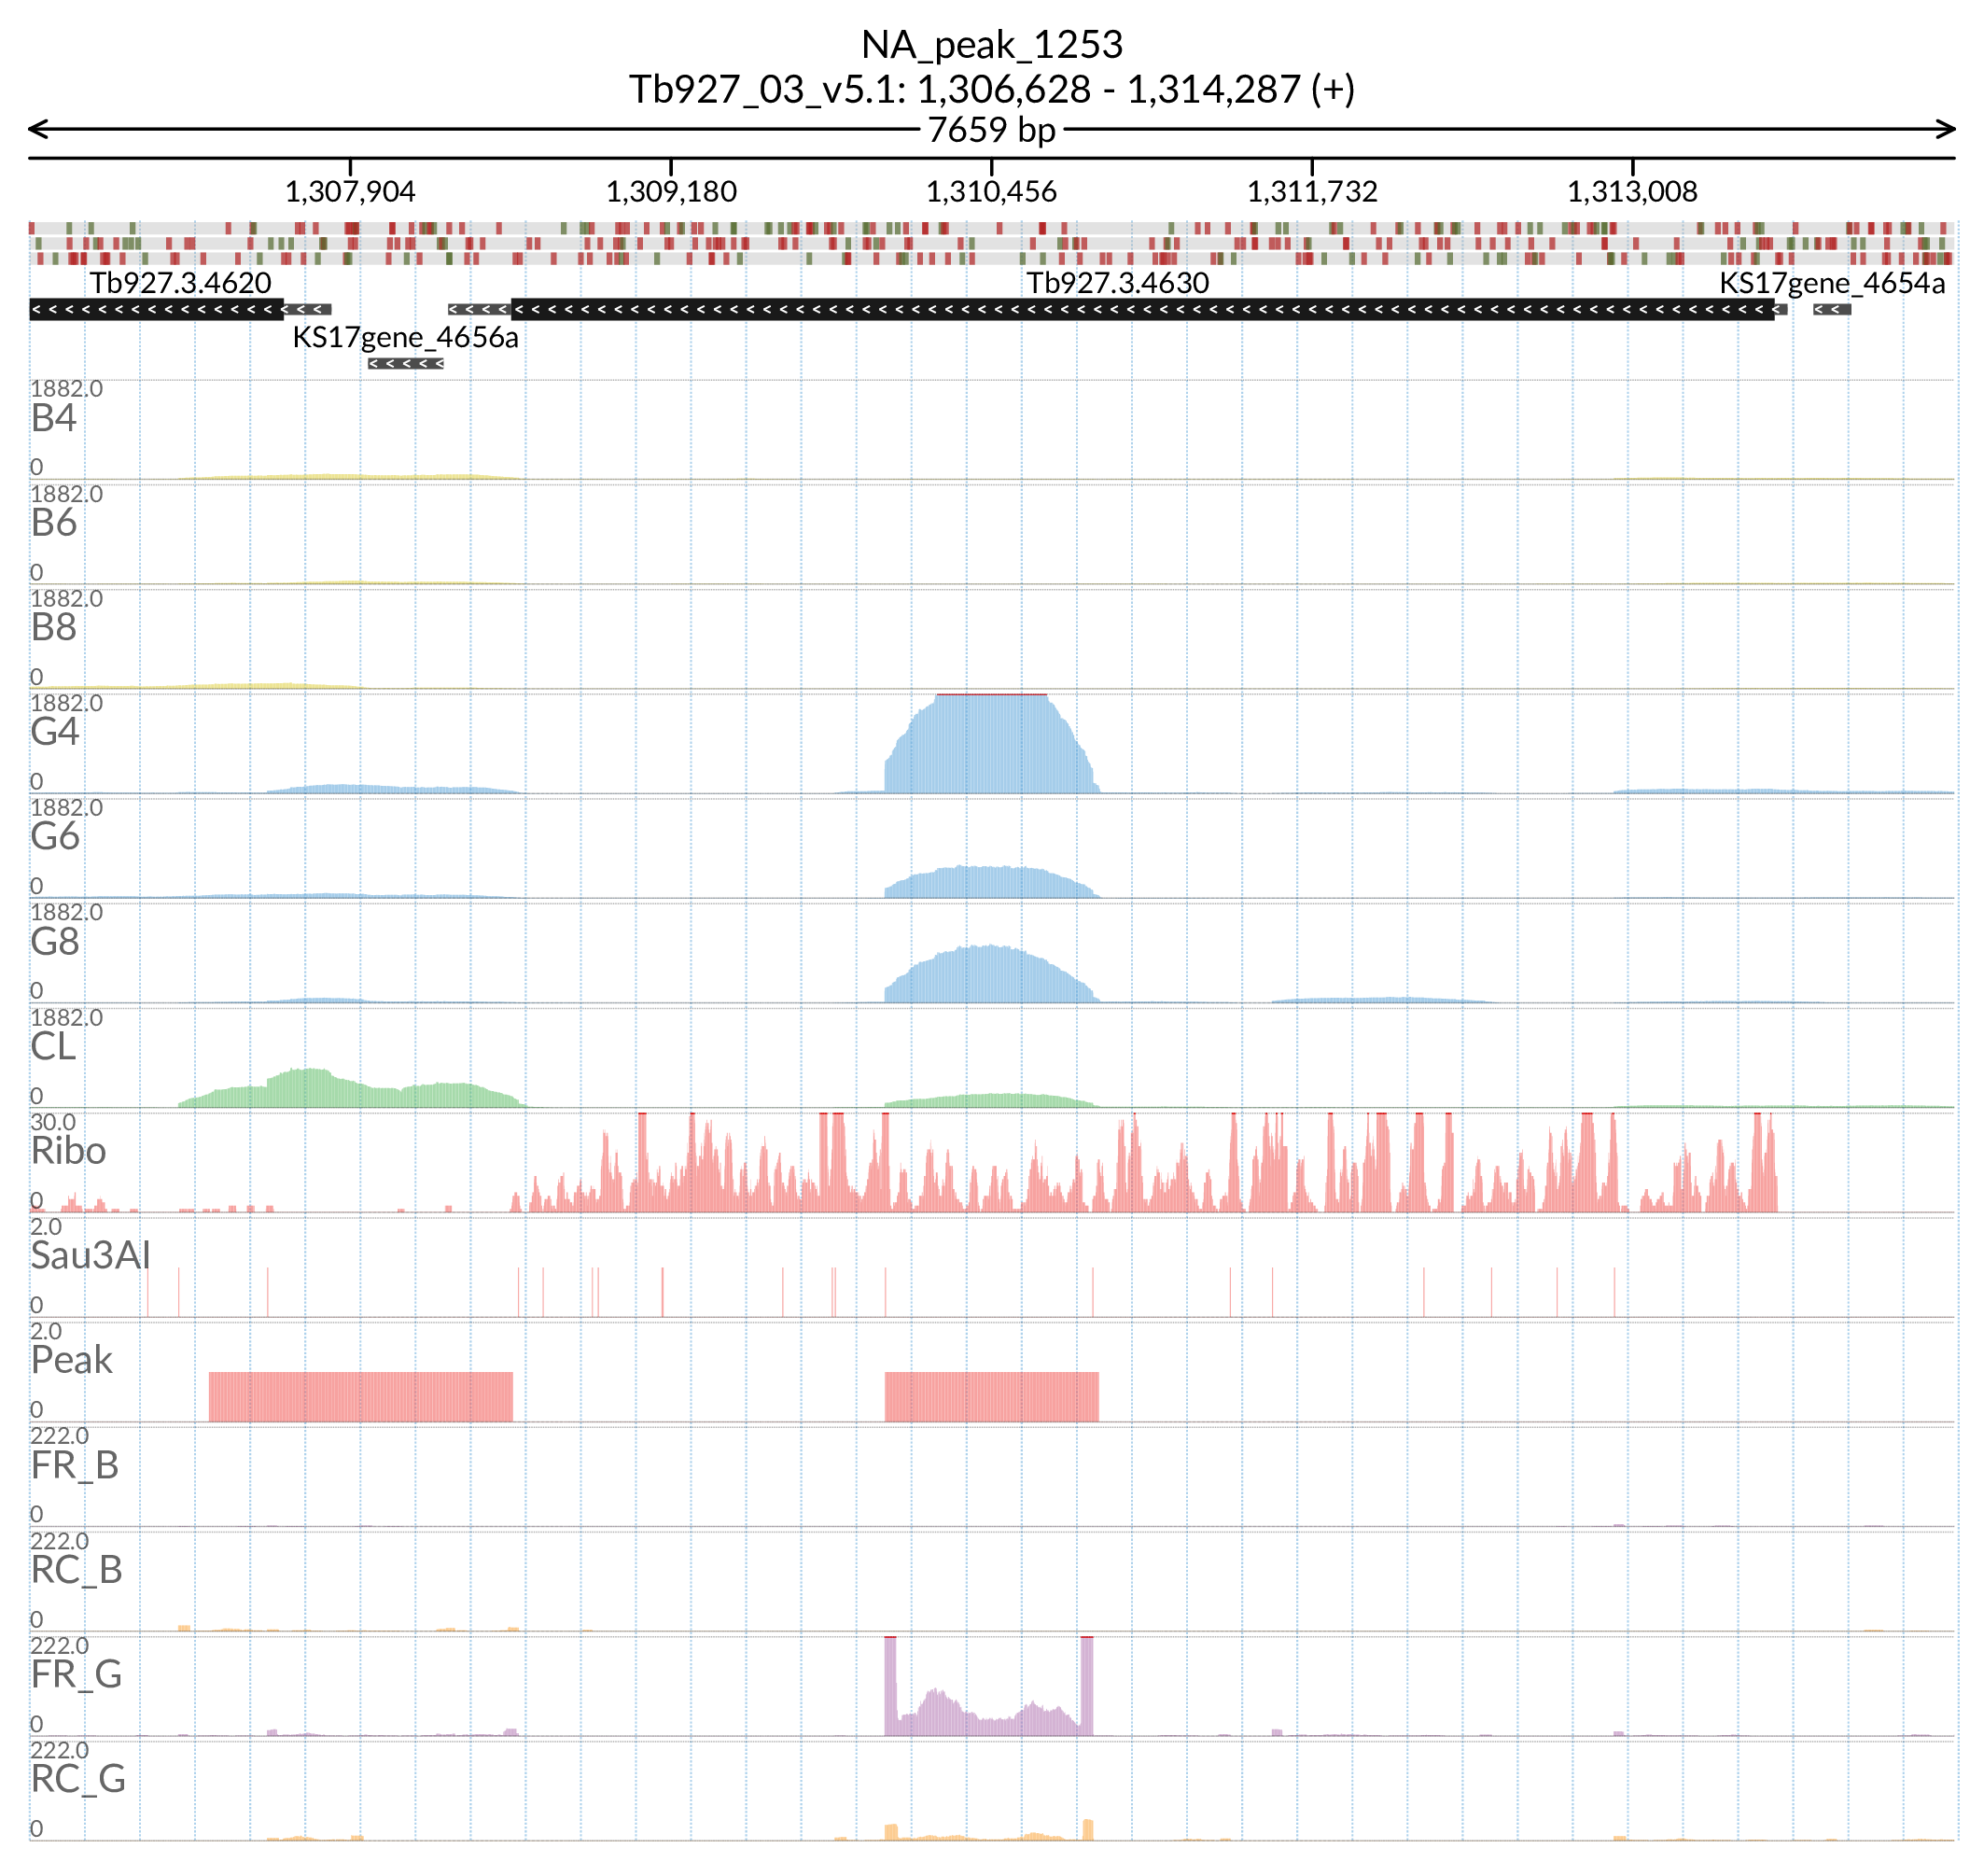 NA_peak_1253
Tb927_03_v5.1: 1,306,628 - 1,314,287 (+)
7659 bp
1,307,904 1,309,180 1,310,456 1,311,732 1,313,008
Tb927.3.4620 Tb927.3.4630 KS17gene_4654a
KS17gene_4656a
1882.0
B4
0
1882.0
B6
0
1882.0
B8
0
1882.0
G4
0
1882.0
G6
0
1882.0
G8
0
1882.0
CL
0
30.0
Ribo
0
2.0
Sau3AI
0
2.0
Peak
0
222.0
FR_B
0
222.0
RC_B
0
222.0
FR_G
0
222.0
RC_G
0